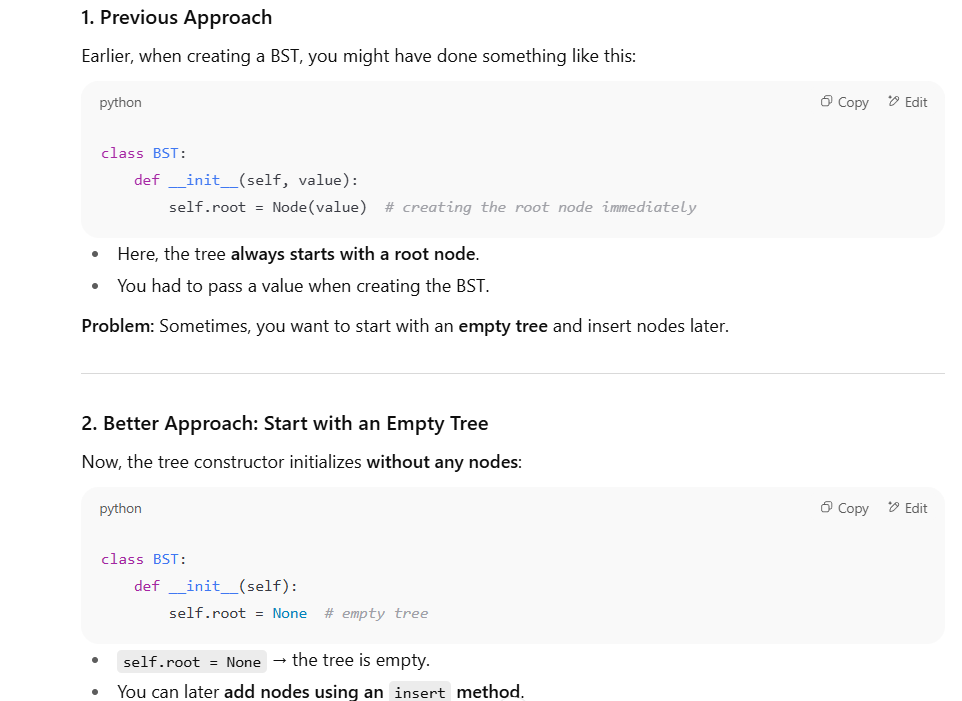 1. Previous Approach
Earlier, when creating a BST, you might have done something like this:
python
Copy Edit
class BST:
    def __init__(self, value):
        self.root = Node(value)  # creating the root node immediately
• Here, the tree always starts with a root node.
• You had to pass a value when creating the BST.
Problem: Sometimes, you want to start with an empty tree and insert nodes later.
2. Better Approach: Start with an Empty Tree
Now, the tree constructor initializes without any nodes:
python
Copy Edit
class BST:
    def __init__(self):
        self.root = None  # empty tree
• self.root = None → the tree is empty.
• You can later add nodes using an insert method.